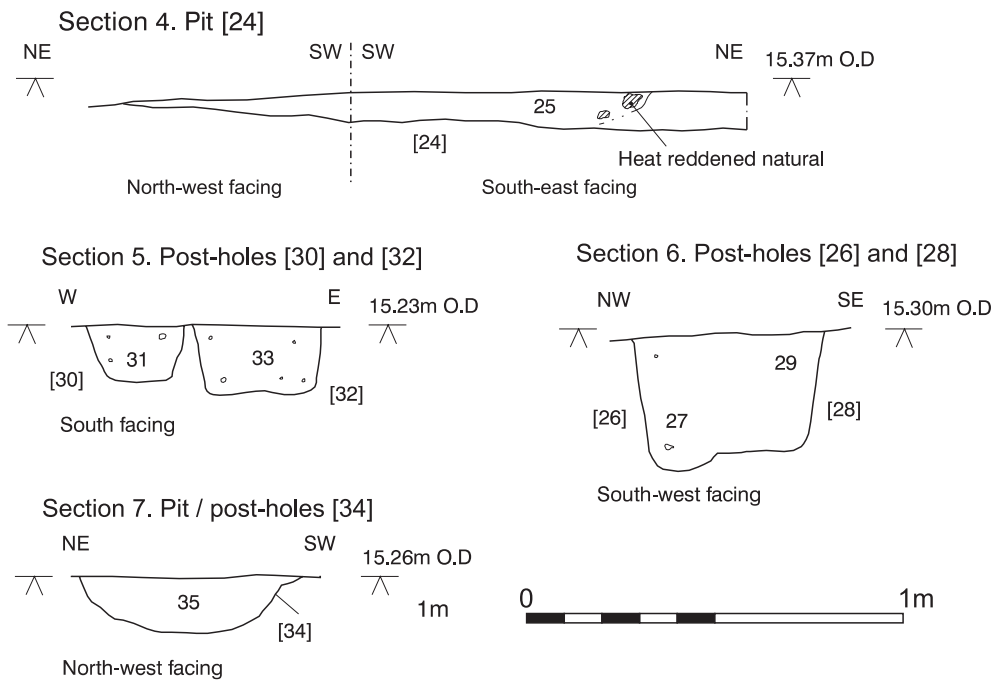 Section 4. Pit [24]
NE SW SW NE 15.37m O.D
25
[24]
Heat reddened natural
North-west facing South-east facing
Section 5. Post-holes [30] and [32]
W E 15.23m O.D
31 33
[30] [32]
South facing
Section 6. Post-holes [26] and [28]
NW SE 15.30m O.D
29
[26] 27 [28]
South-west facing
Section 7. Pit / post-holes [34]
NE SW 15.26m O.D
35
[34]
North-west facing
1m
0 1m